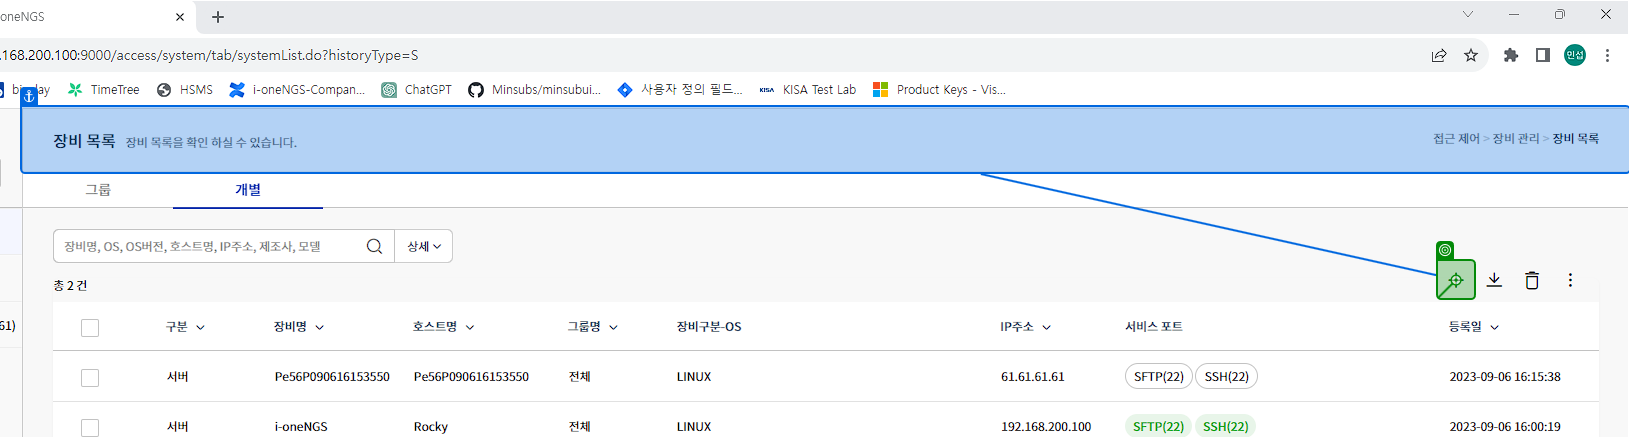 oneNGS
.168.200.100:9000/access/system/tab/systemList.do?historyType=S
민섭
TimeTree HSMS i-oneNGS-Compan... ChatGPT Minsubs/minsubui... 사용자 정의 필드... KISA KISA Test Lab Product Keys - Vis...
장비 목록 장비 목록을 확인 하실 수 있습니다. 접근 제어 > 장비 관리 > 장비 목록
그룹 개별
장비명, OS, OS버전, 호스트명, IP주소, 제조사, 모델 상세
총 2 건
61) 구분 장비명 호스트명 그룹명 장비구분-OS IP주소 서비스 포트 등록일
서버 Pe56P090616153550 Pe56P090616153550 전체 LINUX 61.61.61.61 SFTP(22) SSH(22) 2023-09-06 16:15:38
서버 i-oneNGS Rocky 전체 LINUX 192.168.200.100 SFTP(22) SSH(22) 2023-09-06 16:00:19